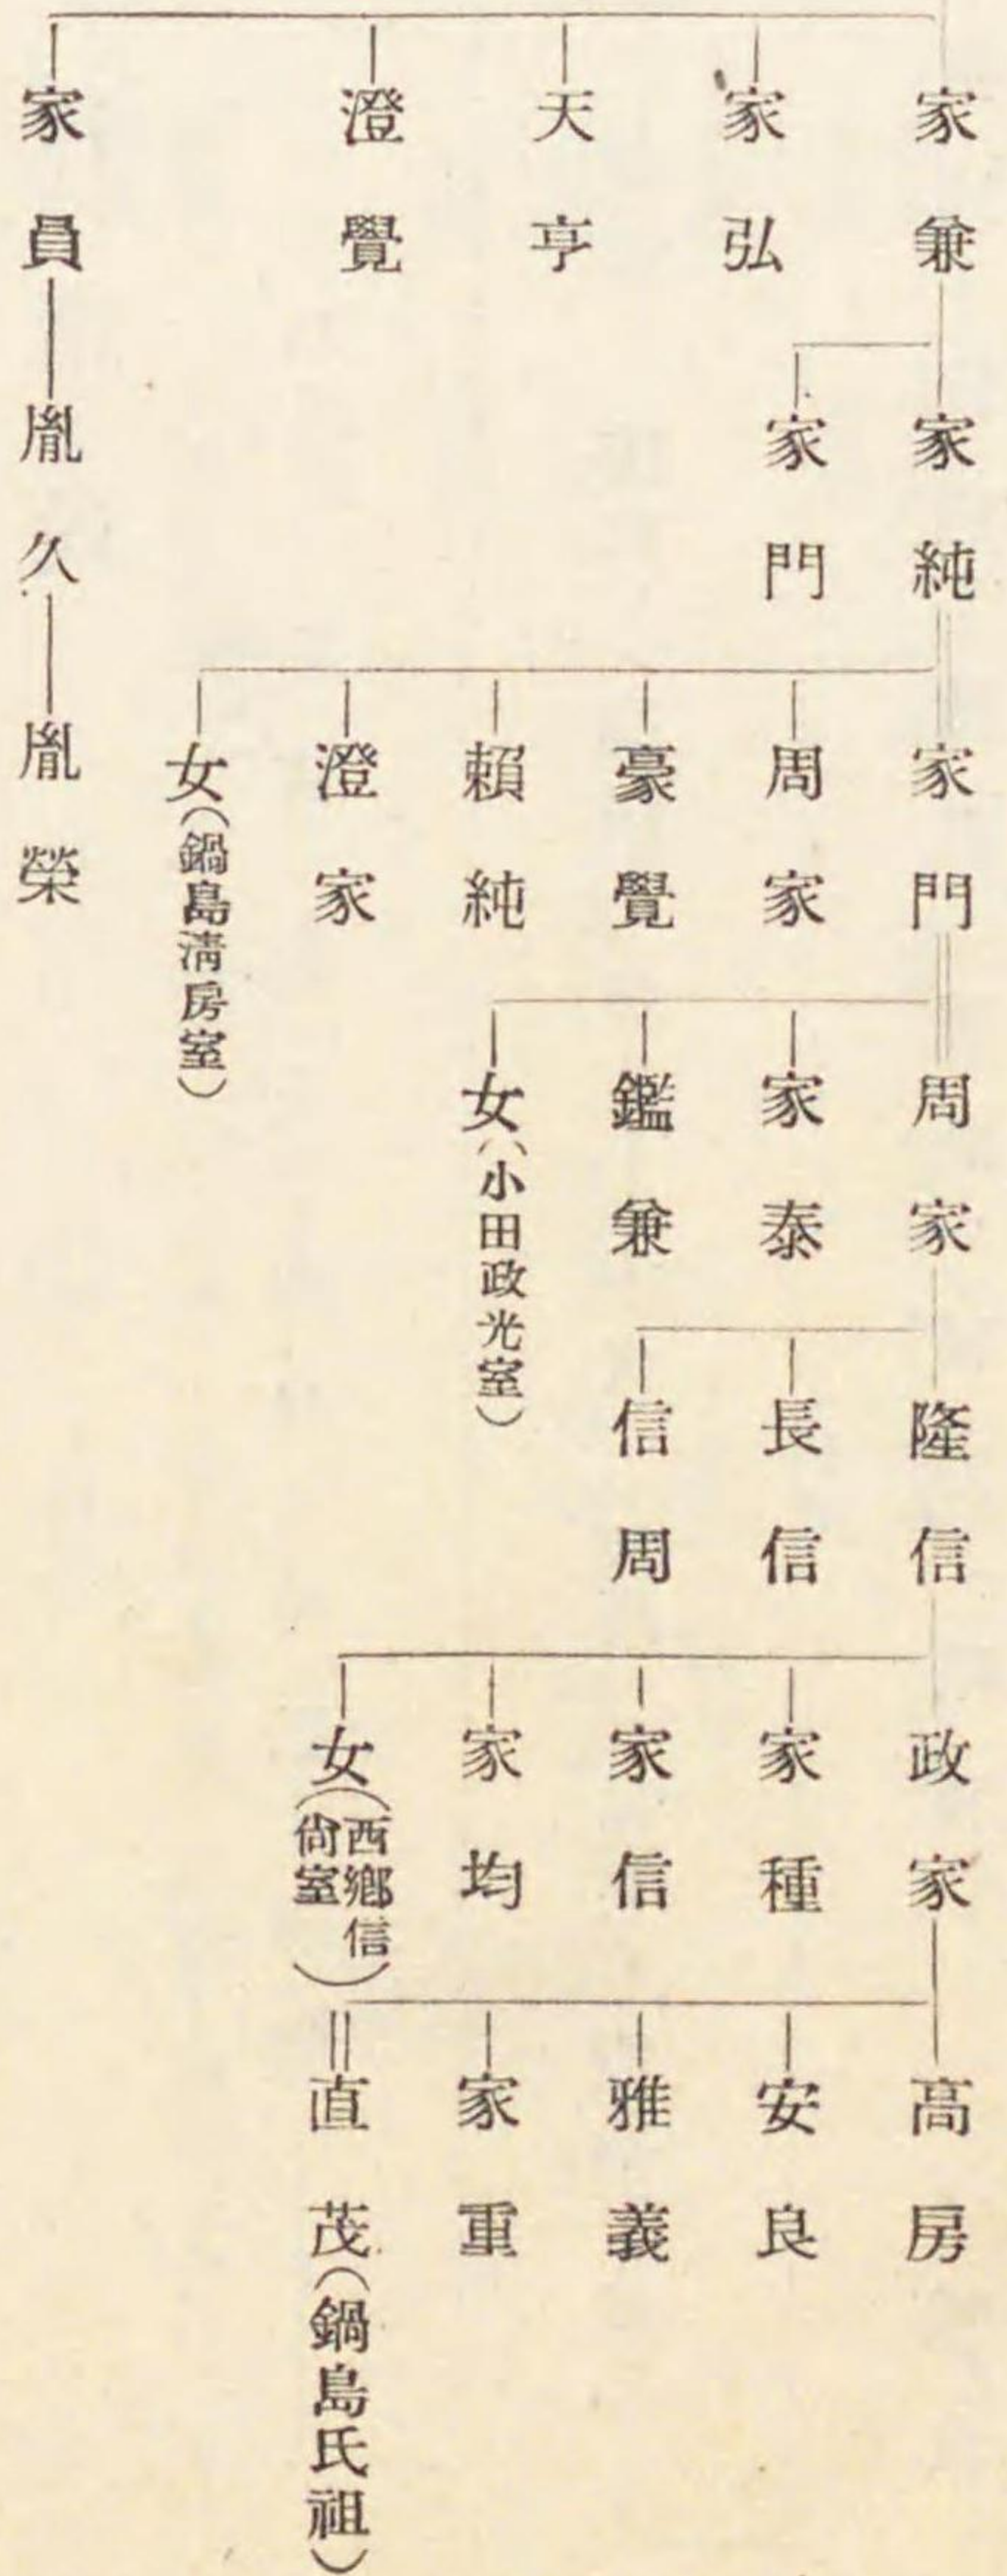 家兼
家弘
天亨
澄覺
家員
胤久
胤榮
家純
家門
家門
周家
豪覺
賴純
澄家
女(鍋島淸房室)
周家
家泰
鑑兼
女(小田政光室)
隆信
長信
信周
政家
家種
家信
家均
女(西鄕信尙室)
高房
安良
雅義
家重
直茂(鍋島氏祖)